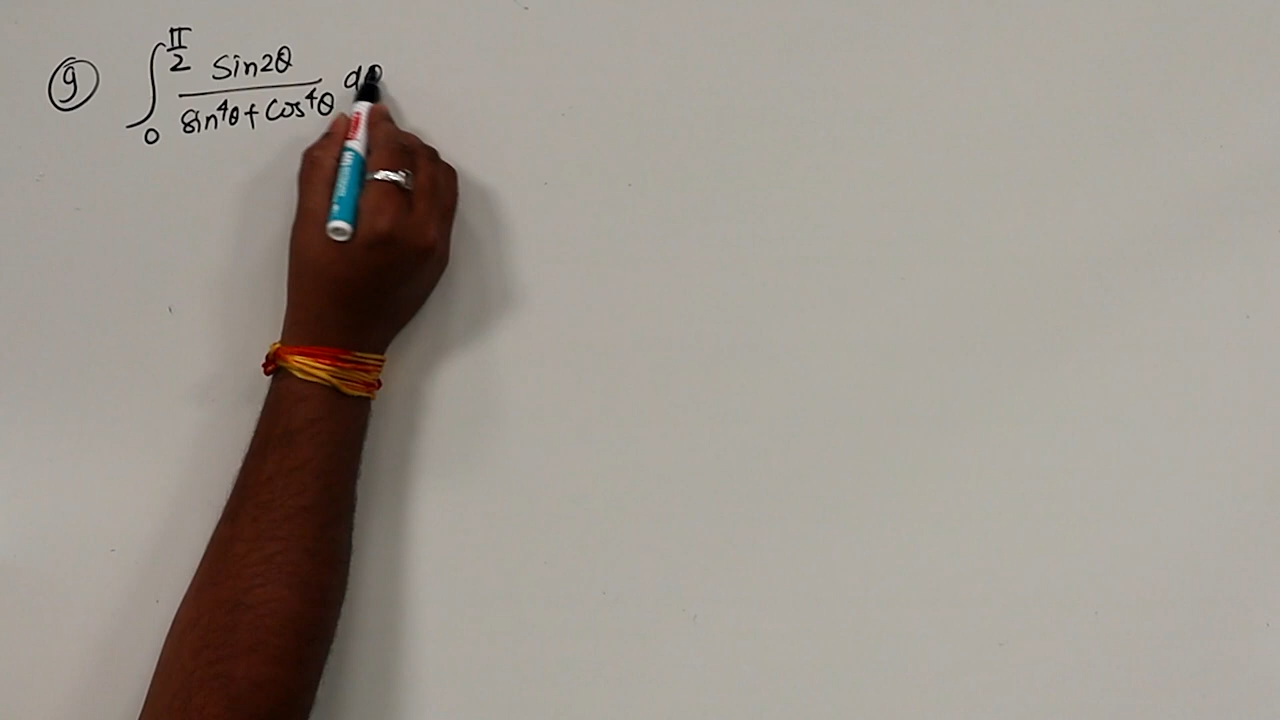 ⑨ ∫₀^{π/2} Sin2θ / (Sin⁴θ + Cos⁴θ) dθ